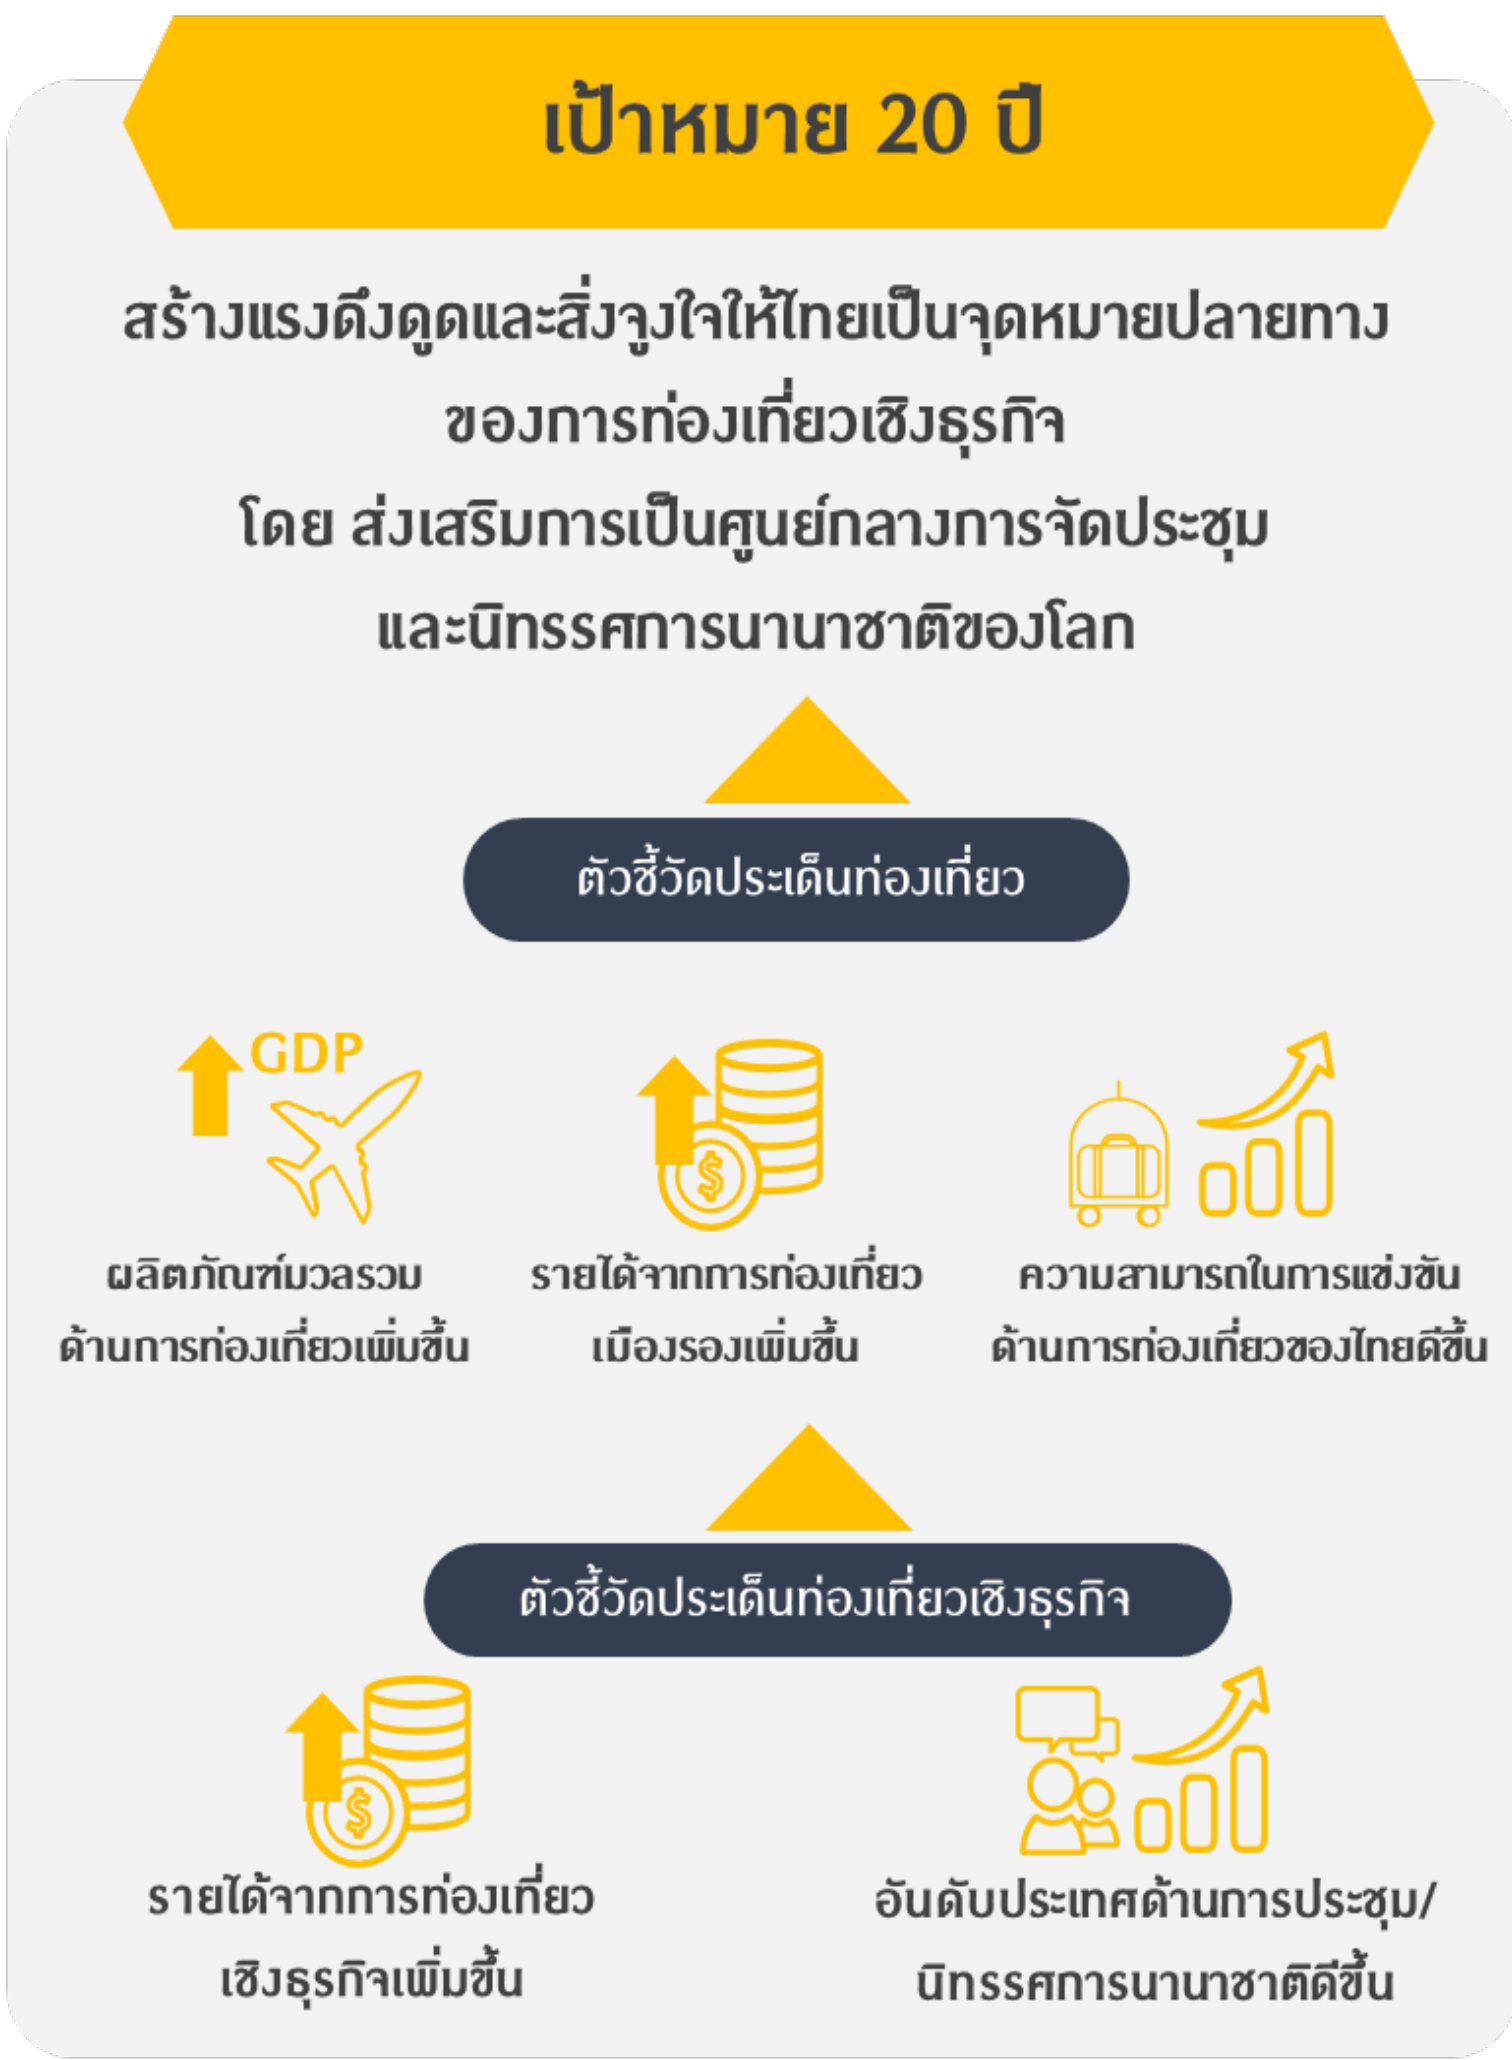 เป้าหมาย 20 ปี
สร้างแรงดึงดูดและสิ่งจูงใจให้ไทยเป็นจุดหมายปลายทาง
ของการท่องเที่ยวเชิงธุรกิจ
โดย ส่งเสริมการเป็นศูนย์กลางการจัดประชุม
และนิทรรศการนานาชาติของโลก
ตัวชี้วัดประเด็นท่องเที่ยว
GDP
ผลิตภัณฑ์มวลรวม
ด้านการท่องเที่ยวเพิ่มขึ้น
$
รายได้จากการท่องเที่ยว
เมืองรองเพิ่มขึ้น
ความสามารถในการแข่งขัน
ด้านการท่องเที่ยวของไทยดีขึ้น
ตัวชี้วัดประเด็นท่องเที่ยวเชิงธุรกิจ
$
รายได้จากการท่องเที่ยว
เชิงธุรกิจเพิ่มขึ้น
อันดับประเทศด้านการประชุม/
นิทรรศการนานาชาติดีขึ้น